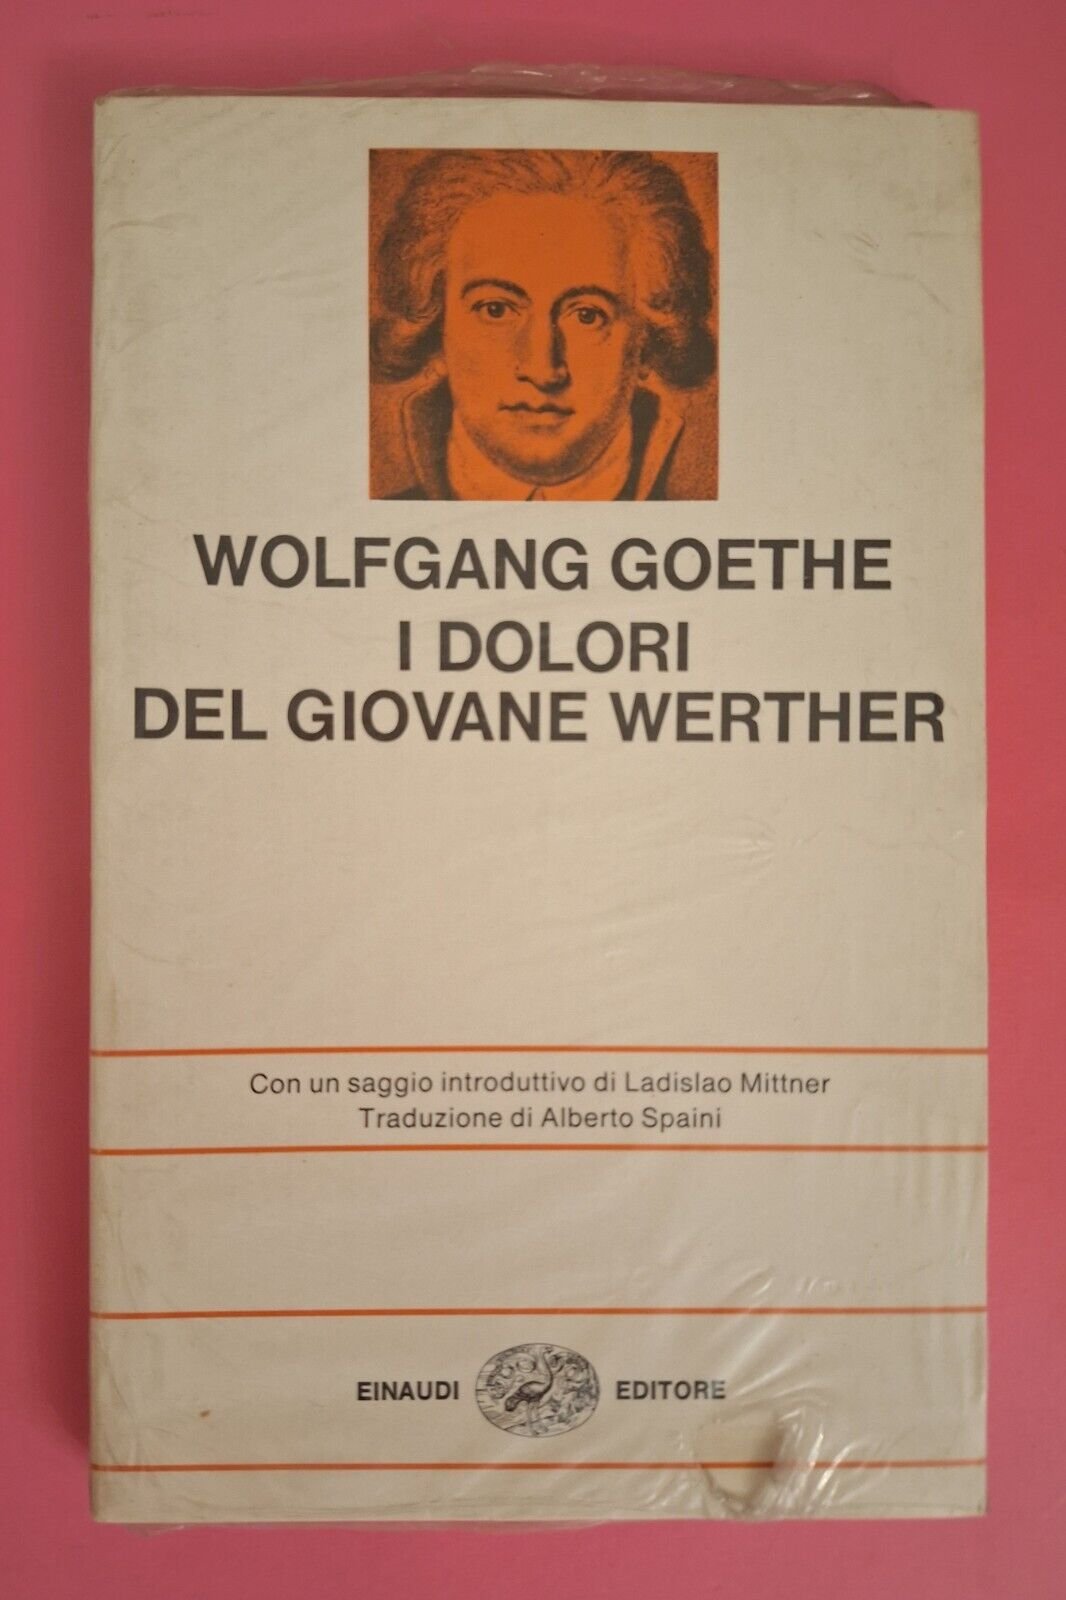 WOLFGANG GOETHE
I DOLORI
DEL GIOVANE WERTHER
Con un saggio introduttivo di Ladislao Mittner
Traduzione di Alberto Spaini
EINAUDI EDITORE